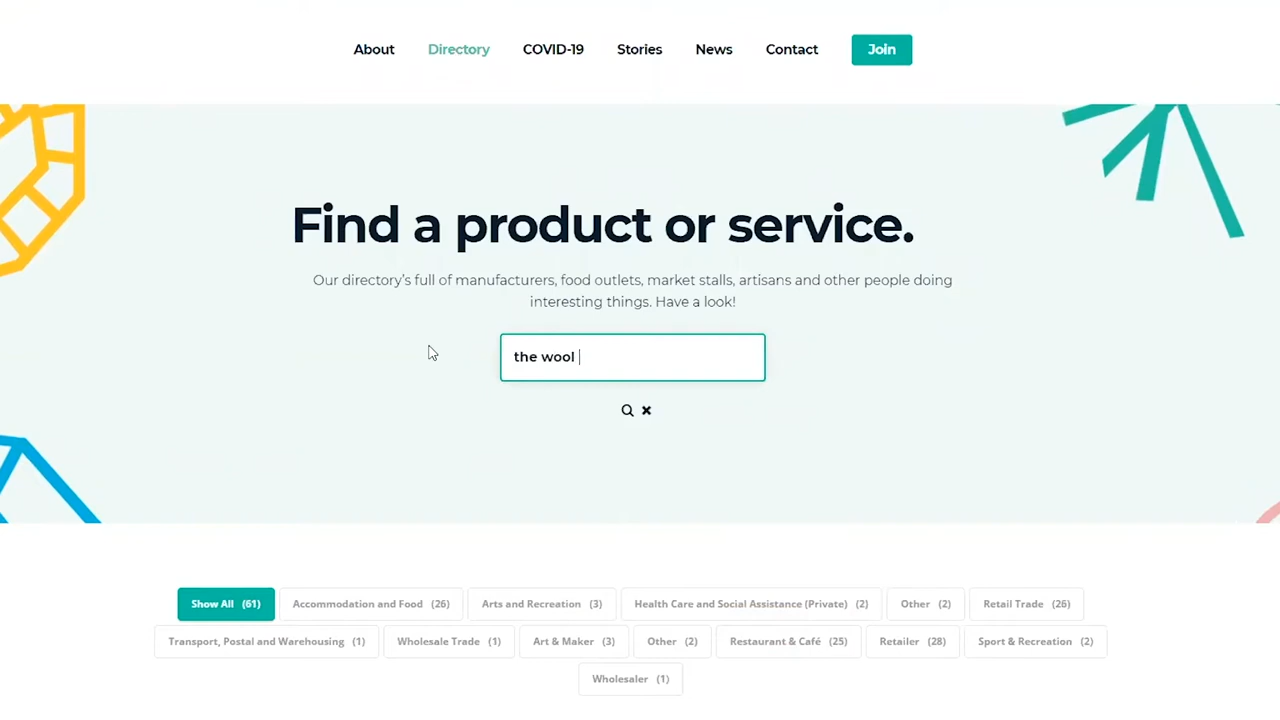 About Directory COVID-19 Stories News Contact Join
Find a product or service.
Our directory's full of manufacturers, food outlets, market stalls, artisans and other people doing
interesting things. Have a look!
the wool
Show All (61) Accommodation and Food (26) Arts and Recreation (3) Health Care and Social Assistance (Private) (2) Other (2) Retail Trade (26)
Transport, Postal and Warehousing (1) Wholesale Trade (1) Art & Maker (3) Other (2) Restaurant & Café (25) Retailer (28) Sport & Recreation (2)
Wholesaler (1)